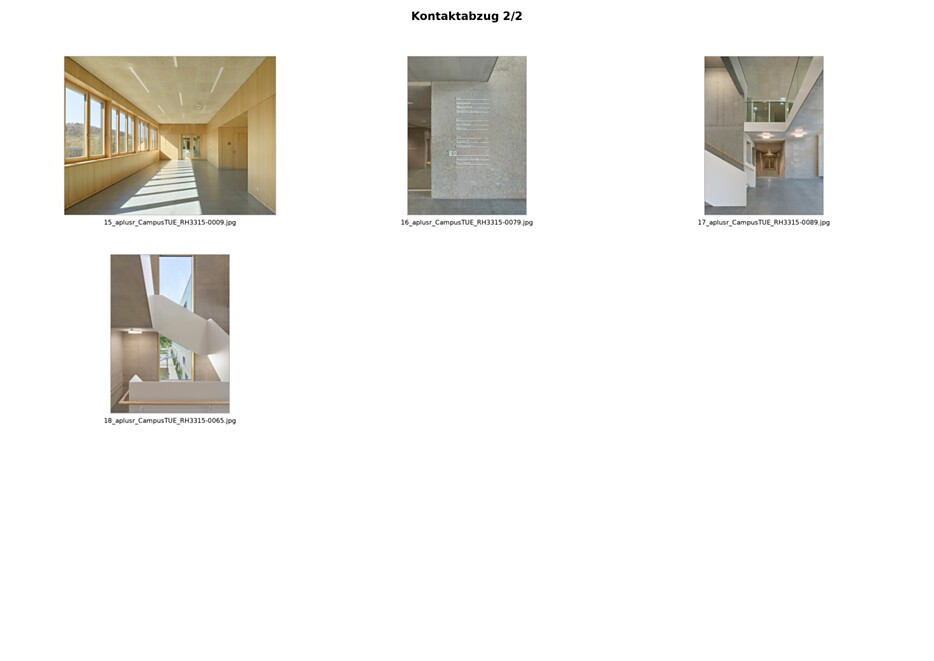 Kontaktabzug 2/2
15_aplusr_CampusTUE_RH3315-0009.jpg
16_aplusr_CampusTUE_RH3315-0079.jpg
17_aplusr_CampusTUE_RH3315-0089.jpg
18_aplusr_CampusTUE_RH3315-0065.jpg